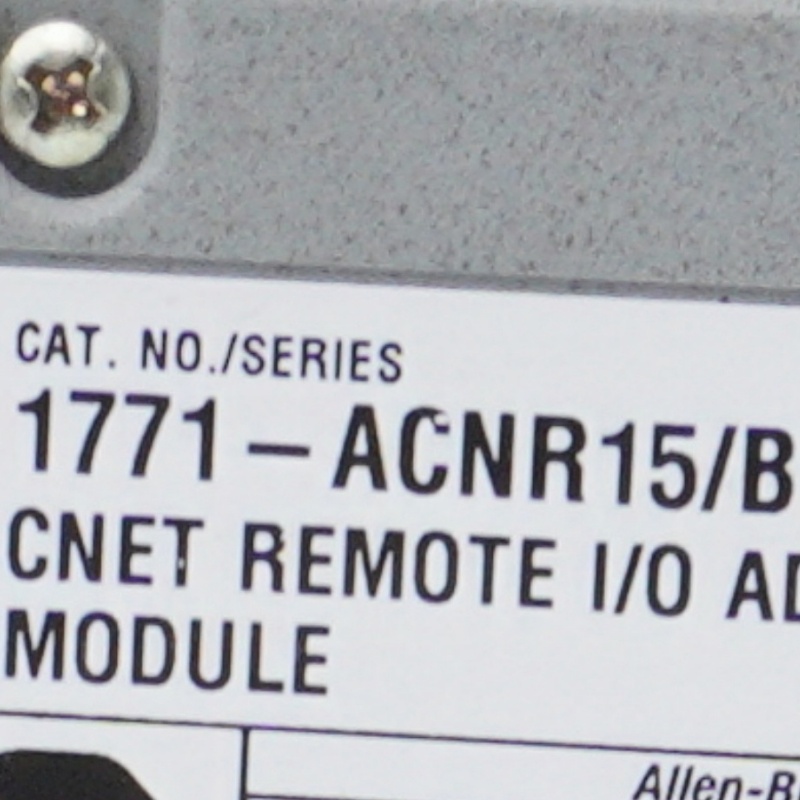 CAT. NO./SERIES
1771-ACNR15/B
CNET REMOTE I/O
MODULE